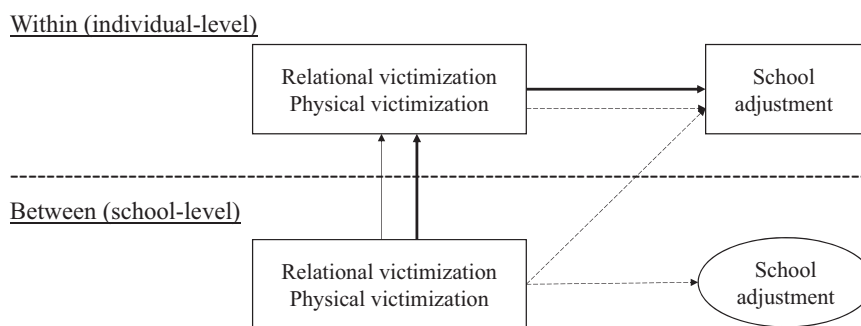 Within (individual-level)
Relational victimization
Physical victimization
School
adjustment
Between (school-level)
Relational victimization
Physical victimization
School
adjustment